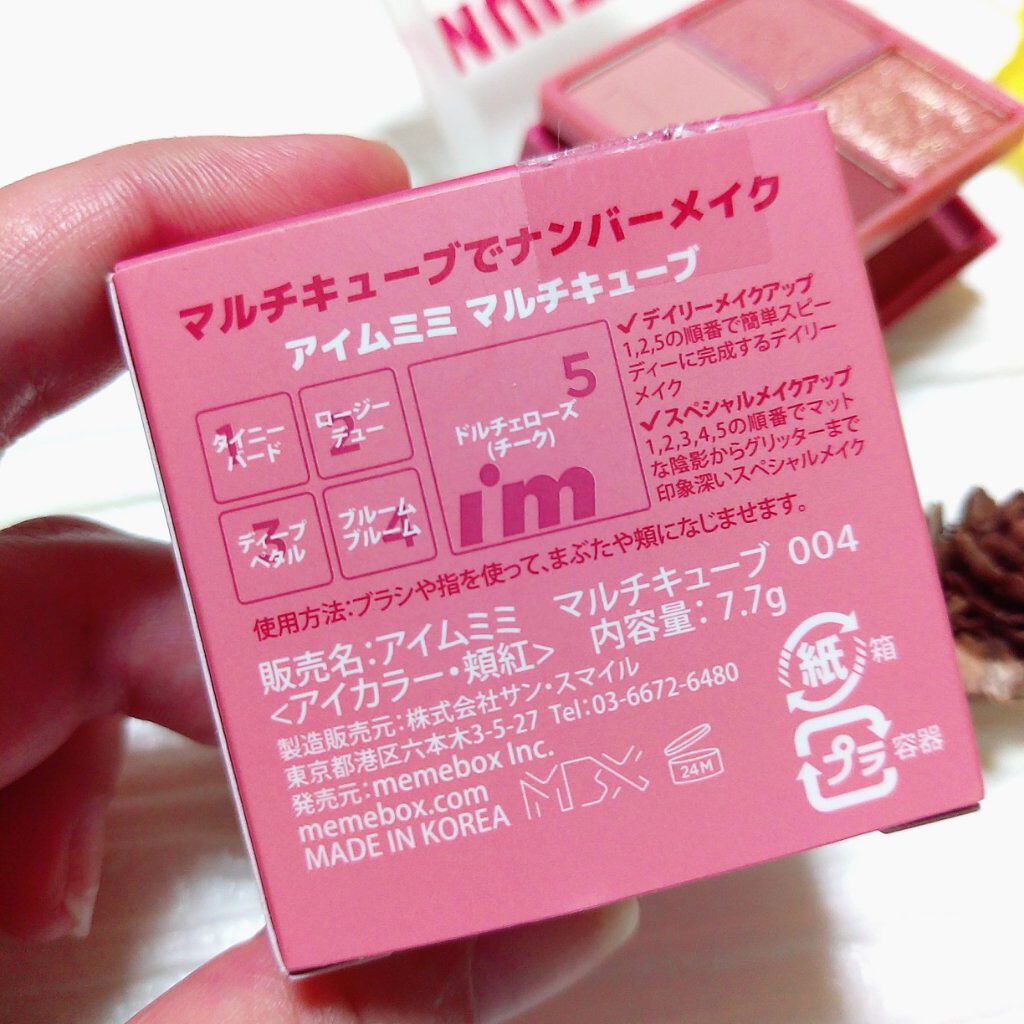 マルチキューブでナンバーメイク
アイムミミ マルチキューブ
1
タイニー
バード
2
ロージー
デュー
3
ディープ
ペタル
4
ブルーム
ブルーム
5
ドルチェローズ
(チーク)
i'm
✓デイリーメイクアップ
1,2,5の順番で簡単スピー
ディーに完成するデイリー
メイク
✓スペシャルメイクアップ
1,2,3,4,5の順番でマット
な陰影からグリッターまで
印象深いスペシャルメイク
使用方法:ブラシや指を使って、まぶたや頬になじませます。
販売名:アイムミミ マルチキューブ 004
<アイカラー・頬紅> 内容量:7.7g
製造販売元:株式会社サン・スマイル
東京都港区六本木3-5-27 Tel:03-6672-6480
発売元:memebox Inc.
memebox.com
MADE IN KOREA
MBX
24M
紙
箱
プラ
容器